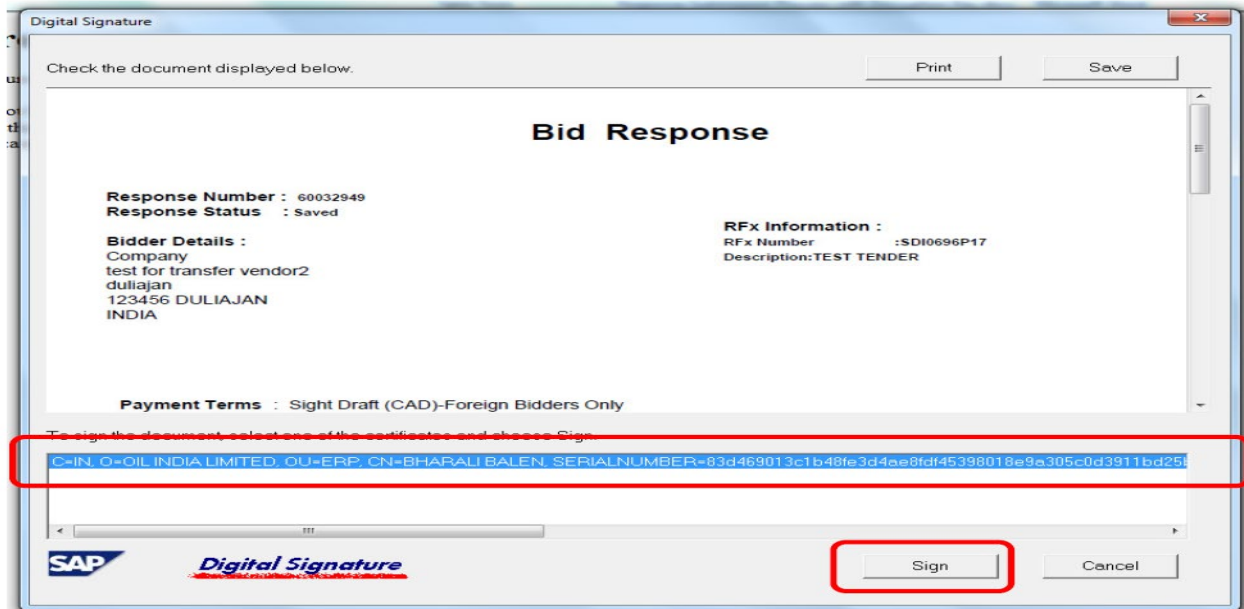 Digital Signature
Check the document displayed below.
Print
Save
Bid Response
Response Number : 60032949
Response Status : Saved
Bidder Details :
Company
test for transfer vendor2
duliajan
123456 DULIAJAN
INDIA
RFx Information :
RFx Number :SDI0696P17
Description:TEST TENDER
Payment Terms : Sight Draft (CAD)-Foreign Bidders Only
To sign the document, select one of the certificates and choose Sign.
C=IN, O=OIL INDIA LIMITED, OU=ERP, CN=BHARALI BALEN, SERIALNUMBER=83d469013c1b48fe3d4ae8fdf45398018e9a305c0d3911bd25
SAP
Digital Signature
Sign
Cancel